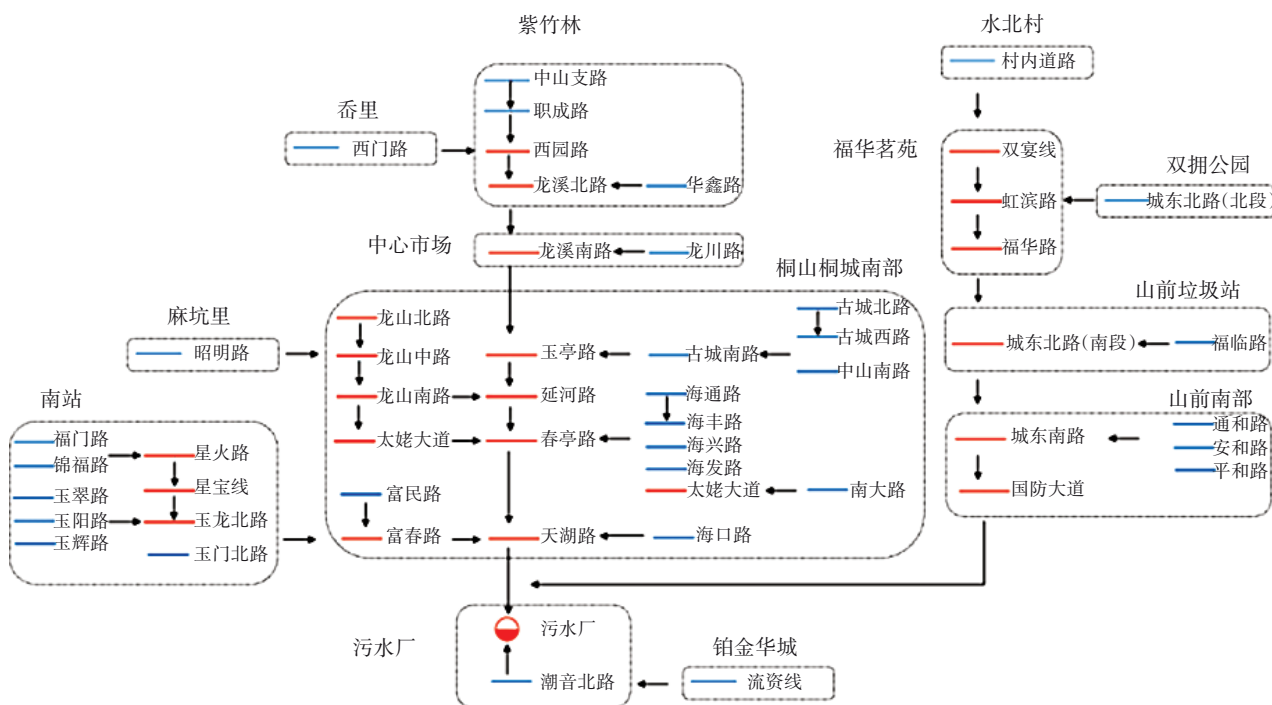 紫竹林
水北村
中山支路
村内道路
职成路
岙里
西门路
西园路
龙溪北路
华鑫路
福华茗苑
双宴线
双拥公园
虹滨路
城东北路(北段)
福华路
中心市场
龙溪南路
龙川路
桐山桐城南部
山前垃圾站
麻坑里
昭明路
龙山北路
古城北路
古城西路
龙山中路
玉亭路
古城南路
中山南路
城东北路(南段)
福临路
龙山南路
延河路
海通路
海丰路
太姥大道
春亭路
海兴路
海发路
太姥大道
南大路
富民路
富春路
天湖路
海口路
山前南部
通和路
城东南路
安和路
平和路
国防大道
南站
福门路
星火路
锦福路
星宝线
玉翠路
玉阳路
玉龙北路
玉辉路
玉门北路
污水厂
污水厂
铂金华城
潮音北路
流资线